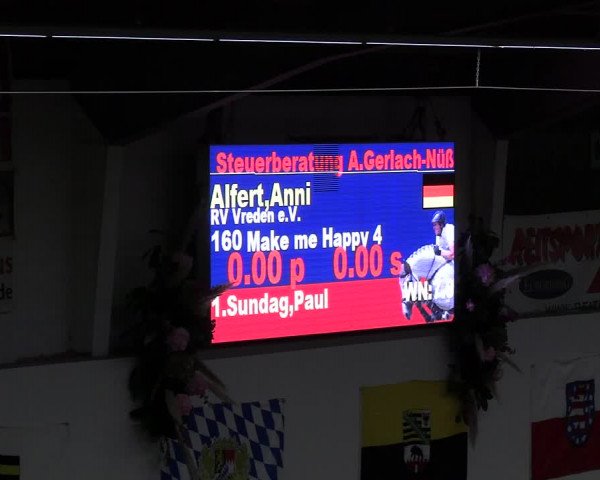 Steuerberatung A.Gerlach-Nüß
Alfert,Anni
RV Vreden e.V.
160 Make me Happy 4
0.00 p 0.00 s
WN:
1.Sundag,Paul